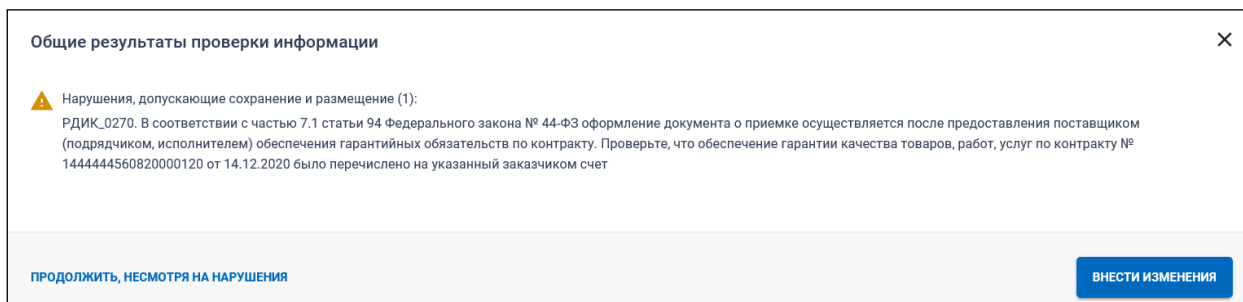 Общие результаты проверки информации
Нарушения, допускающие сохранение и размещение (1):
РДИК_0270. В соответствии с частью 7.1 статьи 94 Федерального закона № 44-ФЗ оформление документа о приемке осуществляется после предоставления поставщиком
(подрядчиком, исполнителем) обеспечения гарантийных обязательств по контракту. Проверьте, что обеспечение гарантии качества товаров, работ, услуг по контракту №
1444444560820000120 от 14.12.2020 было перечислено на указанный заказчиком счет
ПРОДОЛЖИТЬ, НЕСМОТРЯ НА НАРУШЕНИЯ
ВНЕСТИ ИЗМЕНЕНИЯ